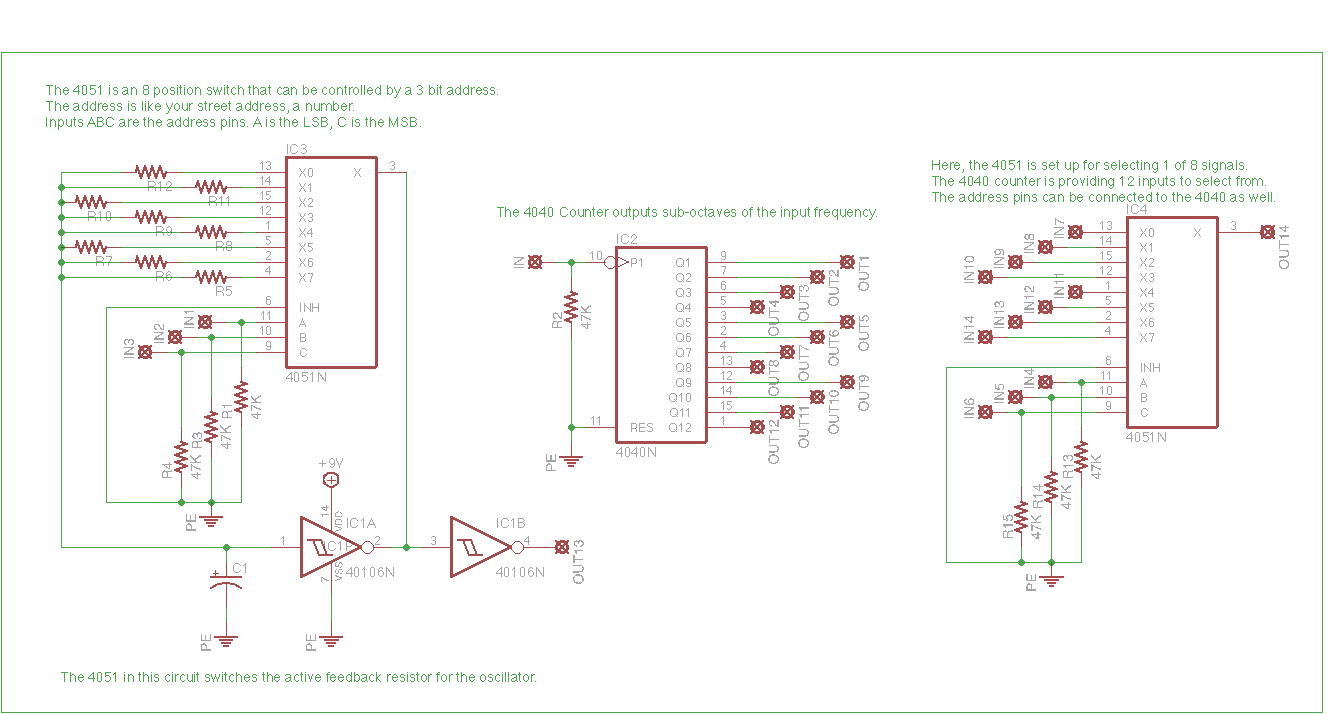 The 4051 is an 8 position switch that can be controlled by a 3 bit address.
The address is like your street address, a number.
Inputs ABC are the address pins. A is the LSB, C is the MSB.
IC3
R12 13 X0 X 3
R11 14 X1
R10 15 X2
R9 12 X3
R8 1 X4
R7 5 X5
R6 2 X6
R5 4 X7
6 INH
IN1 11 A
IN2 10 B
IN3 9 C
4051N
R1 47K
R3 47K
R4 47K
PE
The 4040 Counter outputs sub-octaves of the input frequency.
IC2
IN 10 P1
R2 47K
11 RES
PE
Q1 9 OUT1
Q2 7 OUT2
Q3 6 OUT3
Q4 5 OUT4
Q5 3 OUT5
Q6 2 OUT6
Q7 4 OUT7
Q8 13 OUT8
Q9 12 OUT9
Q10 14 OUT10
Q11 15 OUT11
Q12 1 OUT12
4040N
Here, the 4051 is set up for selecting 1 of 8 signals.
The 4040 counter is providing 12 inputs to select from.
The address pins can be connected to the 4040 as well.
IC4
IN7 13 X0 X 3 OUT14
IN8 14 X1
IN9 15 X2
IN10 12 X3
IN11 1 X4
IN12 5 X5
IN13 2 X6
IN14 4 X7
6 INH
IN4 11 A
IN5 10 B
IN6 9 C
4051N
R13 47K
R14 47K
R15 47K
PE
+9V
14 VDD
IC1A
IC1P
1 2
40106N
7 VSS
PE
C1
+
PE
IC1B
3 4
40106N
OUT13
The 4051 in this circuit switches the active feedback resistor for the oscillator.